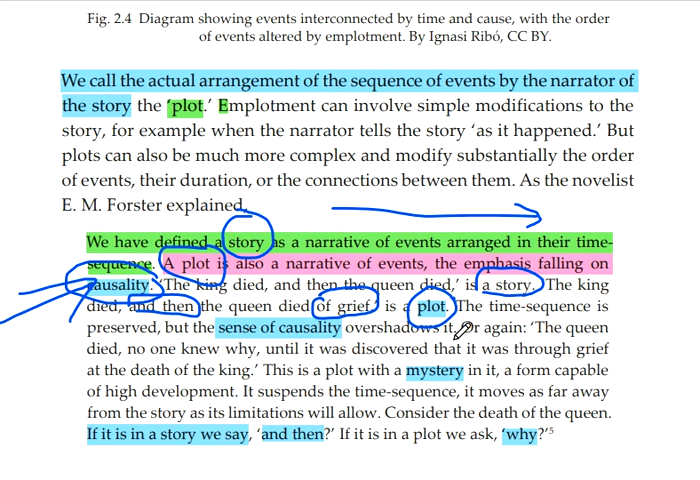 Fig. 2.4 Diagram showing events interconnected by time and cause, with the order
of events altered by emplotment. By Ignasi Ribó, CC BY.
We call the actual arrangement of the sequence of events by the narrator of
the story the ‘plot.’ Emplotment can involve simple modifications to the
story, for example when the narrator tells the story ‘as it happened.’ But
plots can also be much more complex and modify substantially the order
of events, their duration, or the connections between them. As the novelist
E. M. Forster explained,
We have defined a story as a narrative of events arranged in their time-
sequence. A plot is also a narrative of events, the emphasis falling on
causality. ‘The king died, and then the queen died,’ is a story. ‘The king
died, and then the queen died of grief,’ is a plot. The time-sequence is
preserved, but the sense of causality overshadows it. Or again: ‘The queen
died, no one knew why, until it was discovered that it was through grief
at the death of the king.’ This is a plot with a mystery in it, a form capable
of high development. It suspends the time-sequence, it moves as far away
from the story as its limitations will allow. Consider the death of the queen.
If it is in a story we say, ‘and then?’ If it is in a plot we ask, ‘why?’5